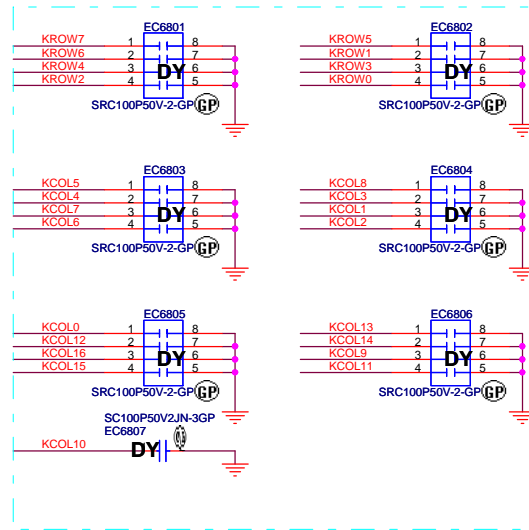 EC6801
KROW7 1 8
KROW6 2 7
KROW4 3 DY 6
KROW2 4 5
SRC100P50V-2-GP GP
EC6802
KROW5 1 8
KROW1 2 7
KROW3 3 DY 6
KROW0 4 5
SRC100P50V-2-GP GP
EC6803
KCOL5 1 8
KCOL4 2 7
KCOL7 3 DY 6
KCOL6 4 5
SRC100P50V-2-GP GP
EC6804
KCOL8 1 8
KCOL3 2 7
KCOL1 3 DY 6
KCOL2 4 5
SRC100P50V-2-GP GP
EC6805
KCOL0 1 8
KCOL12 2 7
KCOL16 3 DY 6
KCOL15 4 5
SRC100P50V-2-GP GP
EC6806
KCOL13 1 8
KCOL14 2 7
KCOL9 3 DY 6
KCOL11 4 5
SRC100P50V-2-GP GP
SC100P50V2JN-3GP
EC6807
KCOL10 DY